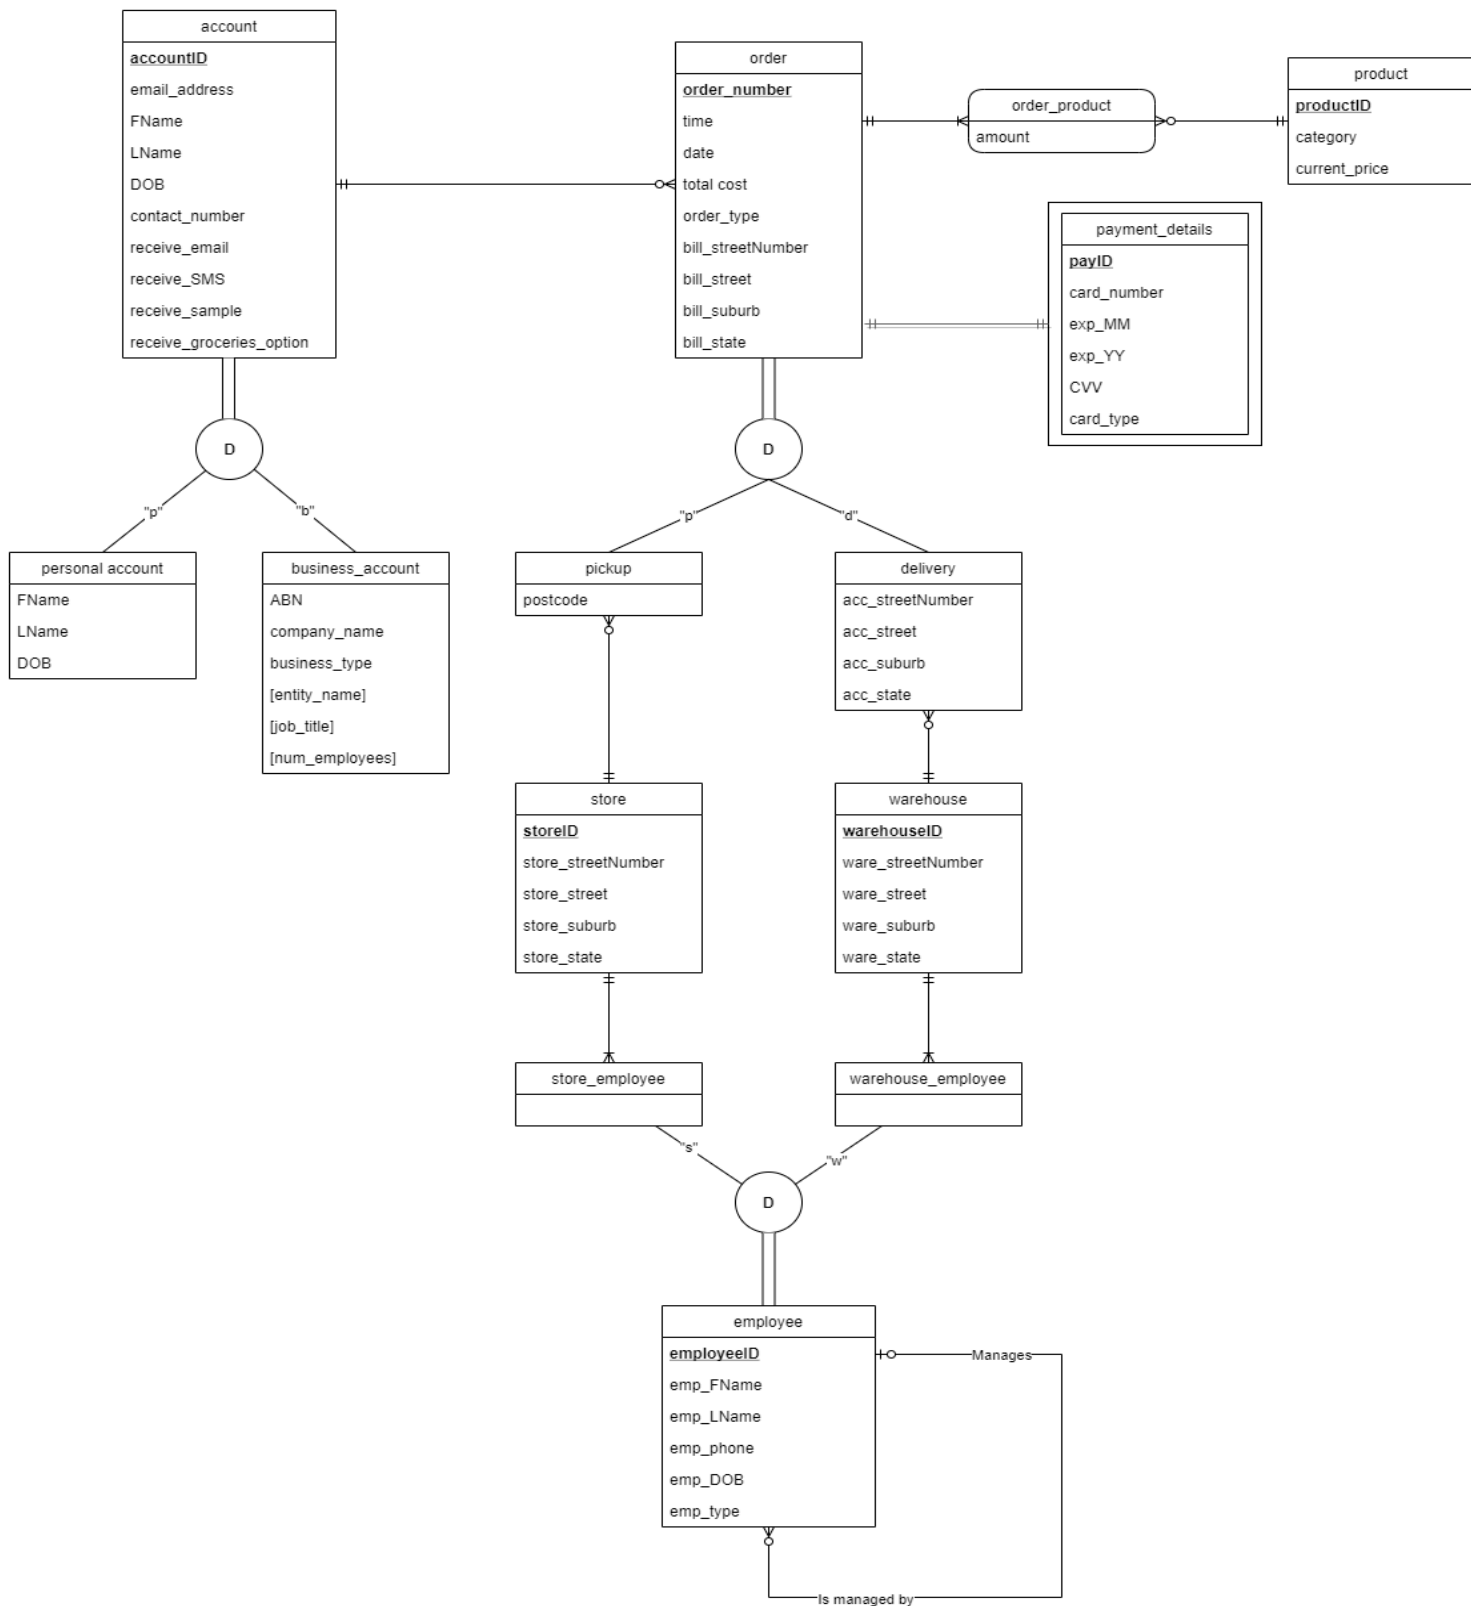 account
accountID
email_address
FName
LName
DOB
contact_number
receive_email
receive_SMS
receive_sample
receive_groceries_option
order
order_number
time
date
total cost
order_type
bill_streetNumber
bill_street
bill_suburb
bill_state
order_product
amount
product
productID
category
current_price
payment_details
payID
card_number
exp_MM
exp_YY
CVV
card_type
D
"p"
"b"
personal account
FName
LName
DOB
business_account
ABN
company_name
business_type
[entity_name]
[job_title]
[num_employees]
D
"p"
"d"
pickup
postcode
delivery
acc_streetNumber
acc_street
acc_suburb
acc_state
store
storeID
store_streetNumber
store_street
store_suburb
store_state
warehouse
warehouseID
ware_streetNumber
ware_street
ware_suburb
ware_state
store_employee
warehouse_employee
"s"
"w"
D
employee
employeeID
emp_FName
emp_LName
emp_phone
emp_DOB
emp_type
Manages
Is managed by